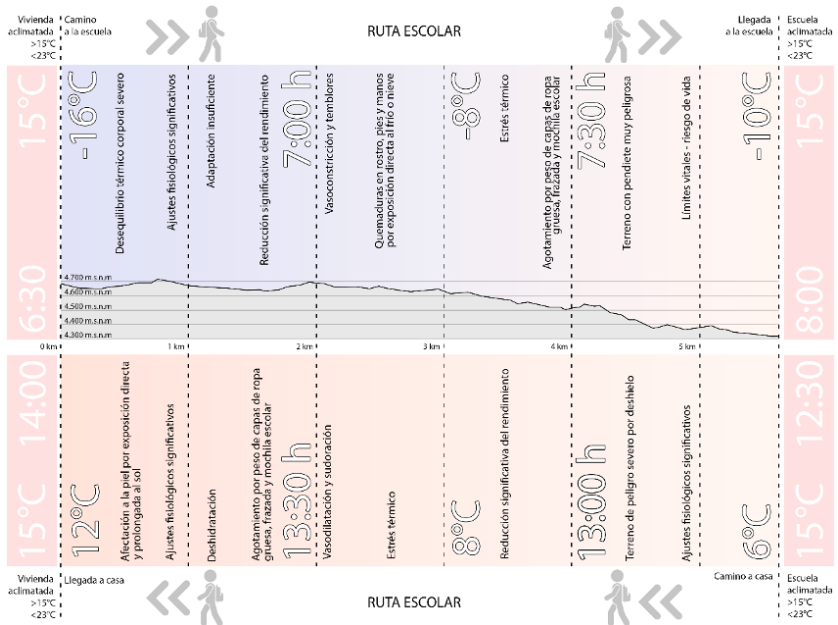 Vivienda
aclimatada
>15°C
<23°C
Camino
a la escuela
RUTA ESCOLAR
Llegada
a la escuela
Escuela
aclimatada
>15°C
<23°C
15°C
6:30
-16°C
Desequilibrio térmico corporal severo
Ajustes fisiológicos significativos
Adaptación insuficiente
Reducción significativa del rendimiento
7:00 h
Vasoconstricción y temblores
Quemaduras en rostro, pies y manos
por exposición directa al frío o nieve
-8°C
Estrés térmico
Agotamiento por peso de capas de ropa
gruesa, frazada y mochila escolar
7:30 h
Terreno con pendiete muy peligrosa
Límites vitales - riesgo de vida
-10°C
15°C
8:00
4.700 m.s.n.m
4.600 m.s.n.m
4.500 m.s.n.m
4.400 m.s.n.m
4.300 m.s.n.m
0 km
1 km
2 km
3 km
4 km
5 km
14:00
15°C
12°C
Afectación a la piel por exposición directa
y prolongada al sol
Ajustes fisiológicos significativos
Deshidratación
Agotamiento por peso de capas de ropa
gruesa, frazada y mochila escolar
13:30 h
Vasodilatación y sudoración
Estrés térmico
8°C
Reducción significativa del rendimiento
13:00 h
Terreno de peligro severo por deshielo
Ajustes fisiológicos significativos
6°C
12:30
15°C
Vivienda
aclimatada
>15°C
<23°C
Llegada a casa
RUTA ESCOLAR
Camino a casa
Escuela
aclimatada
>15°C
<23°C